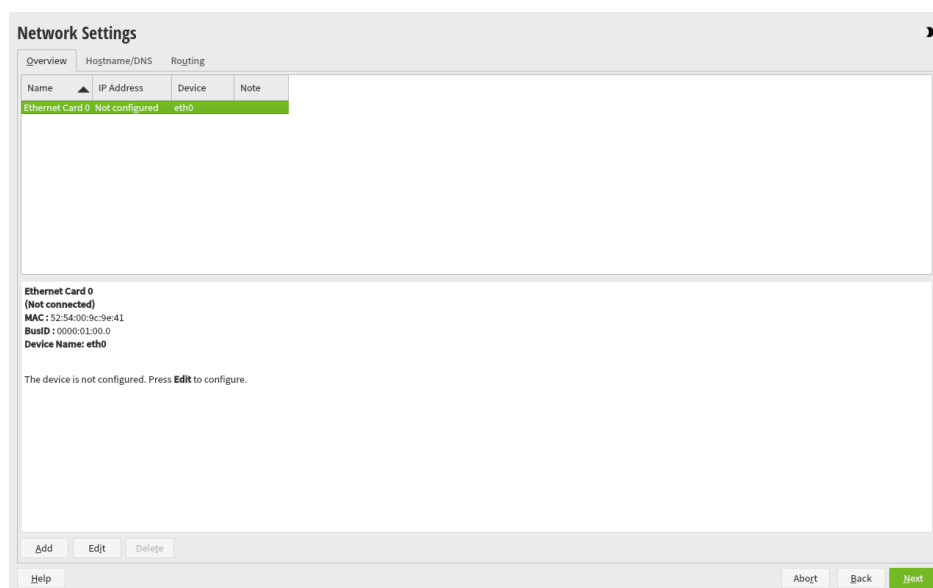 Network Settings
Overview Hostname/DNS Routing
Name IP Address Device Note
Ethernet Card 0 Not configured eth0
Ethernet Card 0
(Not connected)
MAC : 52:54:00:9c:9e:41
BusID : 0000:01:00.0
Device Name: eth0
The device is not configured. Press Edit to configure.
Add Edit Delete
Help Abort Back Next